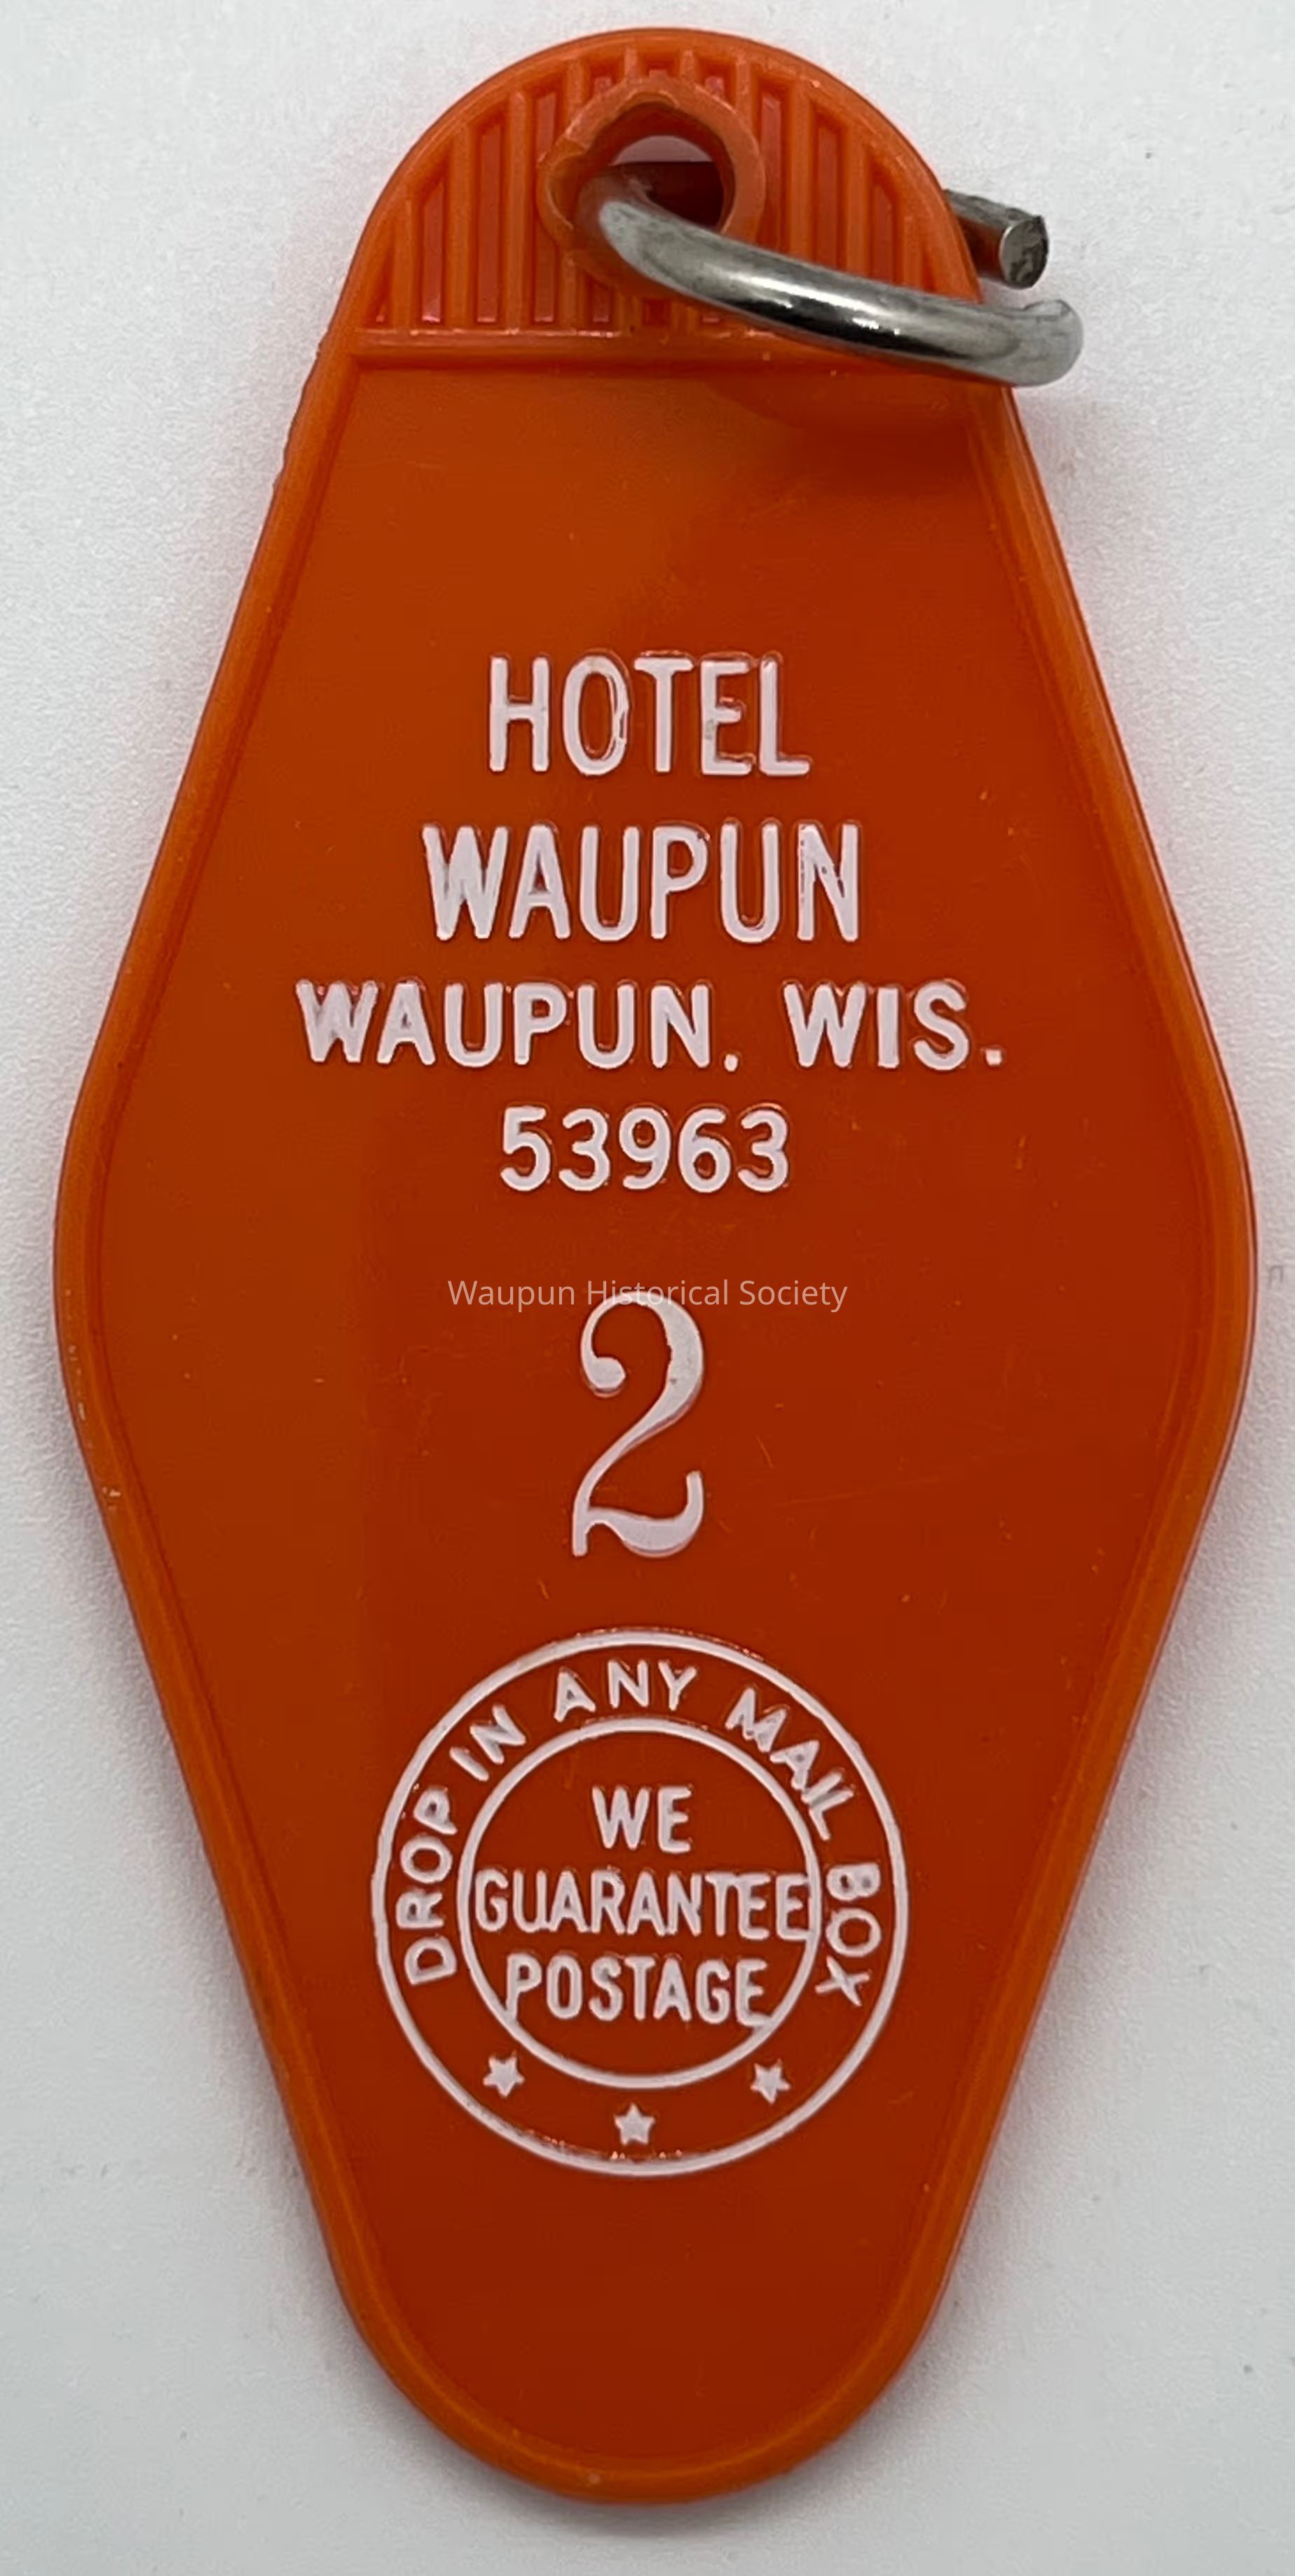 HOTEL
WAUPUN
WAUPUN, WIS.
53963
Waupun Historical Society
2
DROP IN ANY MAIL BOX
WE
GUARANTEE
POSTAGE